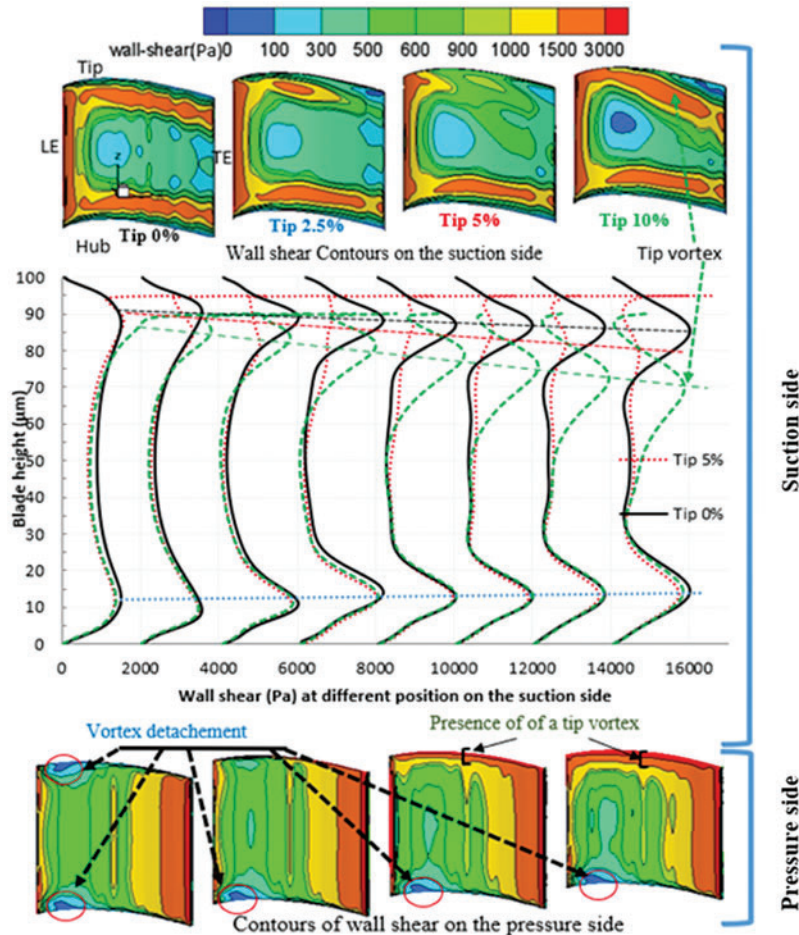 wall-shear(Pa)0 100 300 500 600 900 1000 1500 3000
Tip
LE
TE
z
Hub
Tip 0%
Tip 2.5%
Tip 5%
Tip 10%
Wall shear Contours on the suction side
Tip vortex
Suction side
100
90
80
70
60
50
40
30
20
10
0
Blade height (μm)
Tip 5%
Tip 0%
0 2000 4000 6000 8000 10000 12000 14000 16000
Wall shear (Pa) at different position on the suction side
Vortex detachement
Presence of of a tip vortex
Pressure side
Contours of wall shear on the pressure side